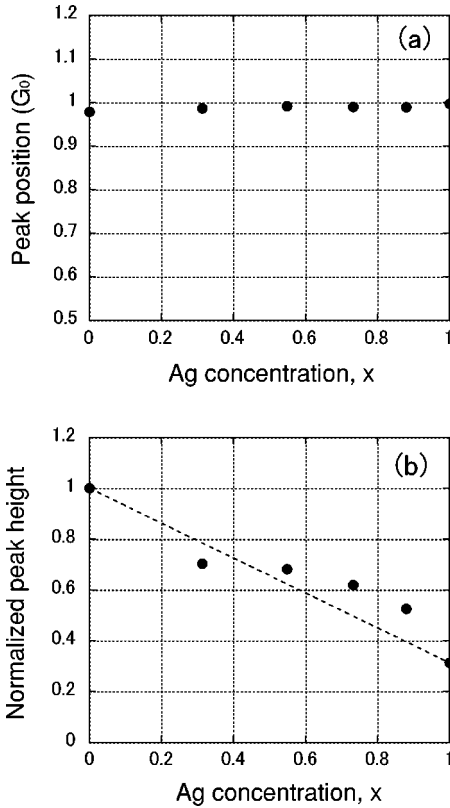 1.2
(a)
1.1
1
0.9
0.8
0.7
0.6
0.5
Peak position (G₀)
0 0.2 0.4 0.6 0.8 1
Ag concentration, x
1.2
(b)
1
0.8
0.6
0.4
0.2
0
Normalized peak height
0 0.2 0.4 0.6 0.8 1
Ag concentration, x